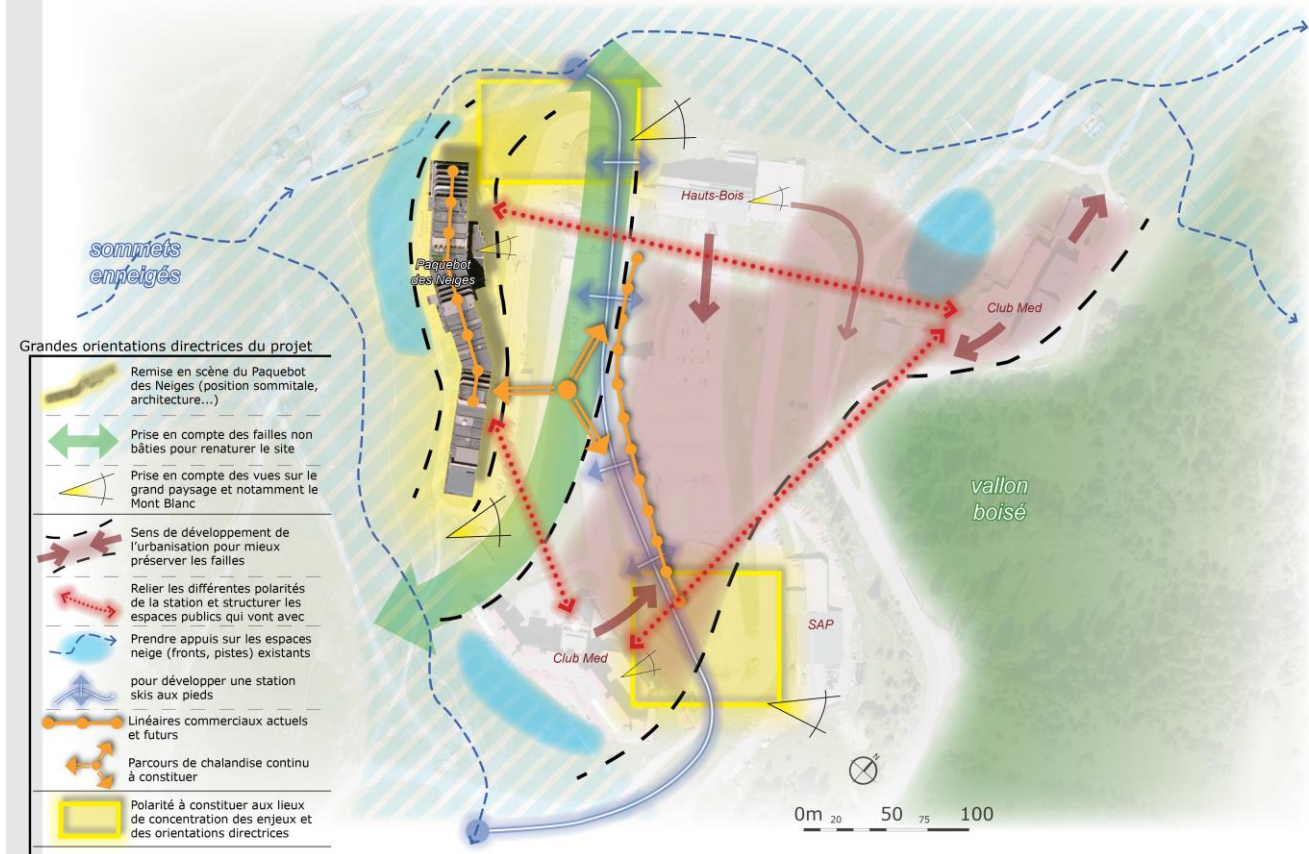 Hauts-Bois
sommets
enneigés
Paquebot
des Neiges
Club Med
vallon
boisé
SAP
Club Med
N
0m 20 50 75 100
Grandes orientations directrices du projet
Remise en scène du Paquebot
des Neiges (position sommitale,
architecture...)
Prise en compte des failles non
bâties pour renaturer le site
Prise en compte des vues sur le
grand paysage et notamment le
Mont Blanc
Sens de développement de
l'urbanisation pour mieux
préserver les failles
Relier les différentes polarités
de la station et structurer les
espaces publics qui vont avec
Prendre appuis sur les espaces
neige (fronts, pistes) existants
pour développer une station
skis aux pieds
Linéaires commerciaux actuels
et futurs
Parcours de chalandise continu
à constituer
Polarité à constituer aux lieux
de concentration des enjeux et
des orientations directrices